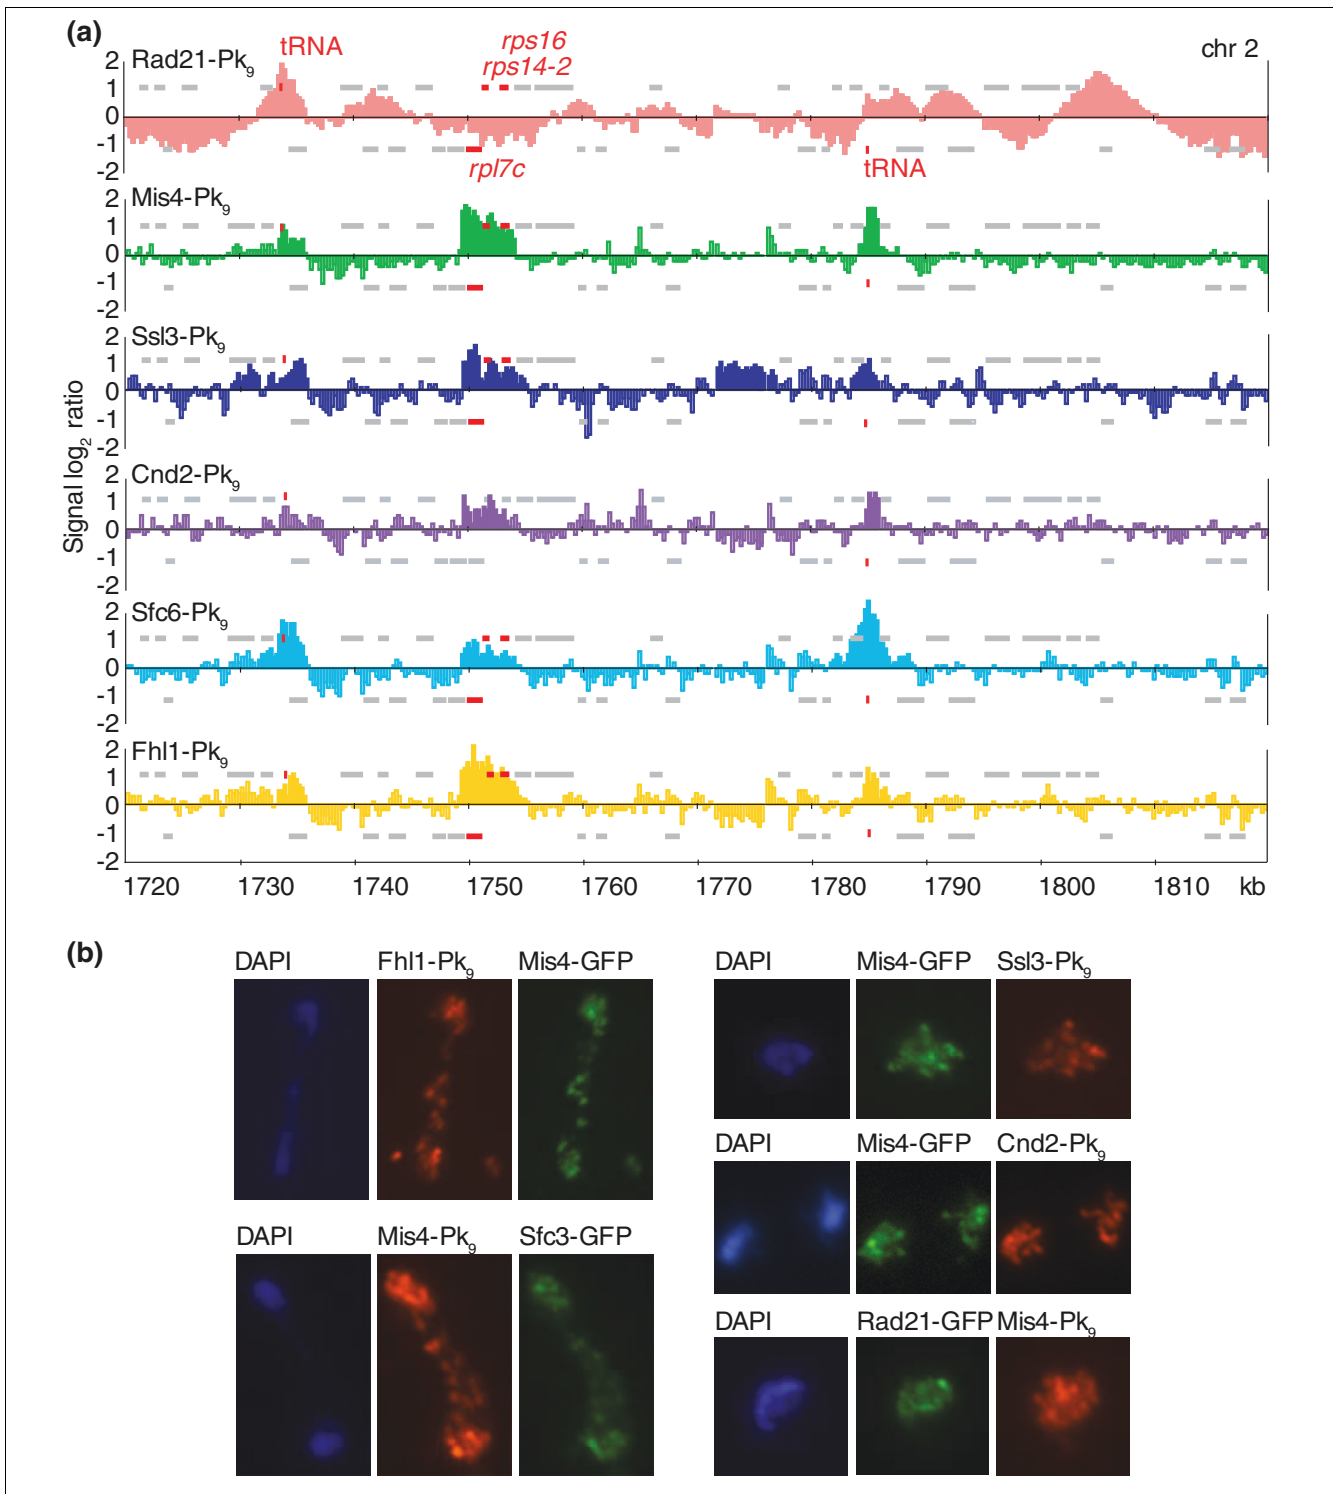 (a)
Rad21-Pk9
tRNA
rps16
rps14-2
chr 2
2
1
0
-1
-2
rpl7c
tRNA
Mis4-Pk9
2
1
0
-1
-2
Ssl3-Pk9
2
1
0
-1
-2
Signal log2 ratio
Cnd2-Pk9
2
1
0
-1
-2
Sfc6-Pk9
2
1
0
-1
-2
Fhl1-Pk9
2
1
0
-1
-2
1720 1730 1740 1750 1760 1770 1780 1790 1800 1810 kb
(b)
DAPI Fhl1-Pk9 Mis4-GFP
DAPI Mis4-GFP Ssl3-Pk9
DAPI Mis4-GFP Cnd2-Pk9
DAPI Mis4-Pk9 Sfc3-GFP
DAPI Rad21-GFP Mis4-Pk9